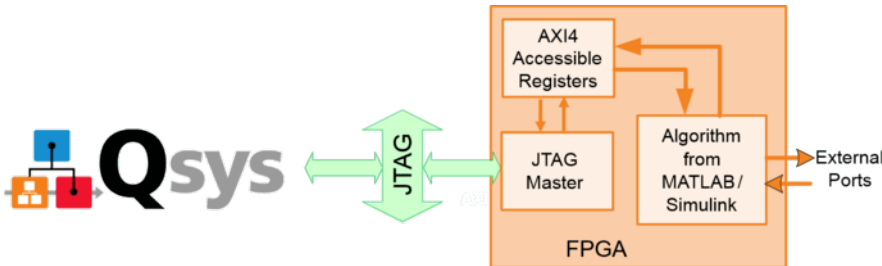 Qsys
JTAG
AXI4
Accessible
Registers
JTAG
Master
Algorithm
from
MATLAB/
Simulink
External
Ports
FPGA